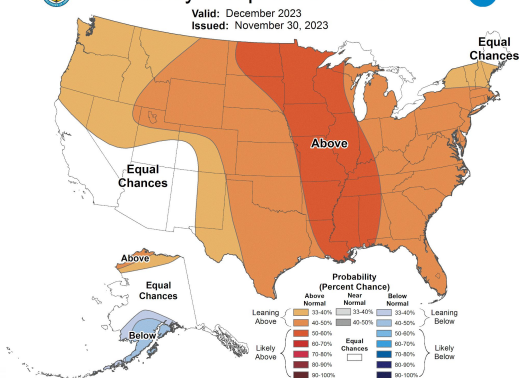 Valid: December 2023
Issued: November 30, 2023
Equal
Chances
Above
Equal
Chances
Above
Equal
Chances
Below
Probability
(Percent Chance)
Above
Normal
Near
Normal
Below
Normal
Leaning
Above
33-40%
33-40%
33-40%
Leaning
Below
40-50%
40-50%
40-50%
Likely
Above
50-60%
Equal
Chances
50-60%
Likely
Below
60-70%
60-70%
70-80%
70-80%
80-90%
80-90%
90-100%
90-100%